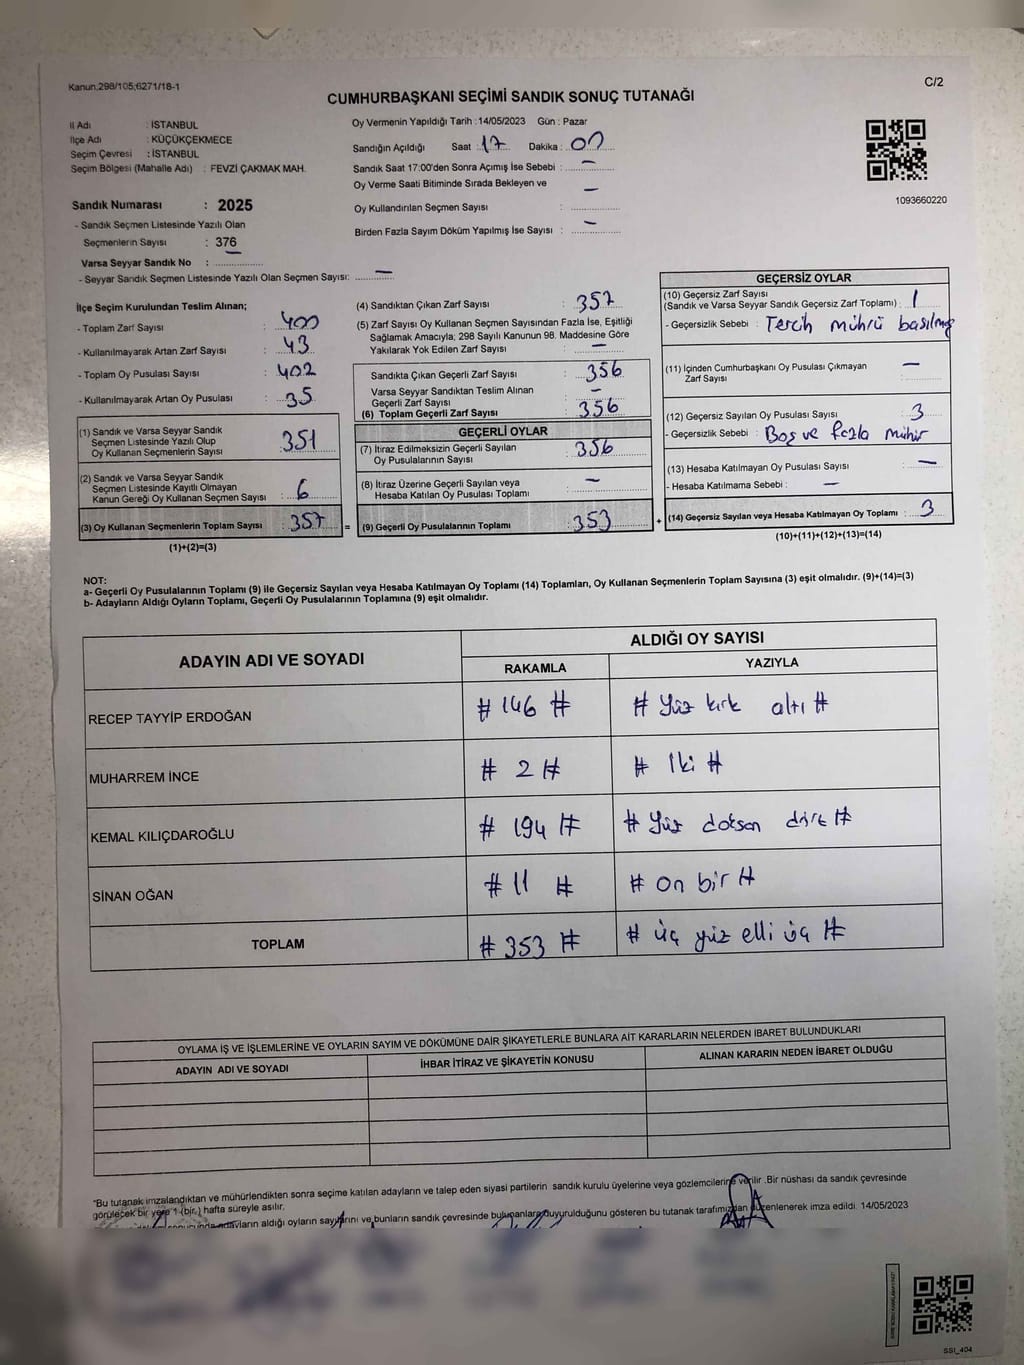 Kanun,298/105;6271/18-1
C/2
CUMHURBAŞKANI SEÇİMİ SANDIK SONUÇ TUTANAĞI
İl Adı : İSTANBUL
İlçe Adı : KÜÇÜKÇEKMECE
Seçim Çevresi : İSTANBUL
Seçim Bölgesi (Mahalle Adı) : FEVZİ ÇAKMAK MAH.
Sandık Numarası : 2025
- Sandık Seçmen Listesinde Yazılı Olan
Seçmenlerin Sayısı : 376
Varsa Seyyar Sandık No : —
- Seyyar Sandık Seçmen Listesinde Yazılı Olan Seçmen Sayısı: —
Oy Vermenin Yapıldığı Tarih : 14/05/2023 Gün : Pazar
Sandığın Açıldığı Saat : 17 Dakika : 00
Sandık Saat 17:00'den Sonra Açımış İse Sebebi : —
Oy Verme Saati Bitiminde Sırada Bekleyen ve
Oy Kullandırılan Seçmen Sayısı : —
Birden Fazla Sayım Döküm Yapılmış İse Sayısı : —
1093660220
İlçe Seçim Kurulundan Teslim Alınan;
- Toplam Zarf Sayısı : 400
- Kullanılmayarak Artan Zarf Sayısı : 43
- Toplam Oy Pusulası Sayısı : 402
- Kullanılmayarak Artan Oy Pusulası : 35
(1) Sandık ve Varsa Seyyar Sandık
Seçmen Listesinde Yazılı Olup
Oy Kullanan Seçmenlerin Sayısı : 351
(2) Sandık ve Varsa Seyyar Sandık
Seçmen Listesinde Kayıtlı Olmayan
Kanun Gereği Oy Kullanan Seçmen Sayısı : 6
(3) Oy Kullanan Seçmenlerin Toplam Sayısı : 357 =
(1)+(2)=(3)
(4) Sandıktan Çıkan Zarf Sayısı : 357
(5) Zarf Sayısı Oy Kullanan Seçmen Sayısından Fazla İse, Eşitliği
Sağlamak Amacıyla; 298 Sayılı Kanunun 98. Maddesine Göre
Yakılarak Yok Edilen Zarf Sayısı : —
Sandıkta Çıkan Geçerli Zarf Sayısı : 356
Varsa Seyyar Sandıktan Teslim Alınan
Geçerli Zarf Sayısı : —
(6) Toplam Geçerli Zarf Sayısı : 356
GEÇERLİ OYLAR
(7) İtiraz Edilmeksizin Geçerli Sayılan
Oy Pusulalarının Sayısı : 356
(8) İtiraz Üzerine Geçerli Sayılan veya
Hesaba Katılan Oy Pusulası Toplamı : —
(9) Geçerli Oy Pusulalarının Toplamı : 353 +
GEÇERSİZ OYLAR
(10) Geçersiz Zarf Sayısı
(Sandık ve Varsa Seyyar Sandık Geçersiz Zarf Toplamı) : 1
- Geçersizlik Sebebi : Tercih mührü basılmış
(11) İçinden Cumhurbaşkanı Oy Pusulası Çıkmayan
Zarf Sayısı : —
(12) Geçersiz Sayılan Oy Pusulası Sayısı : 3
- Geçersizlik Sebebi : Boş ve fazla mühür
(13) Hesaba Katılmayan Oy Pusulası Sayısı : —
- Hesaba Katılmama Sebebi : —
(14) Geçersiz Sayılan veya Hesaba Katılmayan Oy Toplamı : 3
(10)+(11)+(12)+(13)=(14)
NOT:
a- Geçerli Oy Pusulalarının Toplamı (9) ile Geçersiz Sayılan veya Hesaba Katılmayan Oy Toplamı (14) Toplamları, Oy Kullanan Seçmenlerin Toplam Sayısına (3) eşit olmalıdır. (9)+(14)=(3)
b- Adayların Aldığı Oyların Toplamı, Geçerli Oy Pusulalarının Toplamına (9) eşit olmalıdır.
ADAYIN ADI VE SOYADI
ALDIĞI OY SAYISI
RAKAMLA YAZIYLA
RECEP TAYYİP ERDOĞAN # 146 # # Yüz kırk altı #
MUHARREM İNCE # 2 # # İki #
KEMAL KILIÇDAROĞLU # 194 # # Yüz doksan dört #
SİNAN OĞAN # 11 # # on bir #
TOPLAM # 353 # # üç yüz elli üç #
OYLAMA İŞ VE İŞLEMLERİNE VE OYLARIN SAYIM VE DÖKÜMÜNE DAİR ŞİKAYETLERLE BUNLARA AİT KARARLARIN NELERDEN İBARET BULUNDUKLARI
ADAYIN ADI VE SOYADI İHBAR İTİRAZ VE ŞİKAYETİN KONUSU ALINAN KARARIN NEDEN İBARET OLDUĞU
*Bu tutanak imzalandıktan ve mühürlendikten sonra seçime katılan adayların ve talep eden siyasi partilerin sandık kurulu üyelerine veya gözlemcilerine verilir .Bir nüshası da sandık çevresinde
görülecek bir yere 1 (bir) hafta süreyle asılır.
adayların aldığı oyların sayılarını ve bunların sandık çevresinde duyurulduğunu gösteren bu tutanak tarafımızdan düzenlenerek imza edildi. 14/05/2023
SSI_404